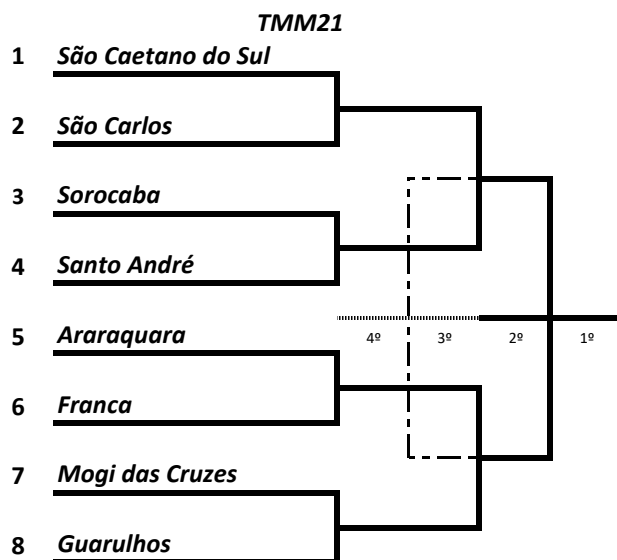 TMM21
1 São Caetano do Sul
2 São Carlos
3 Sorocaba
4 Santo André
5 Araraquara
4º 3º 2º 1º
6 Franca
7 Mogi das Cruzes
8 Guarulhos